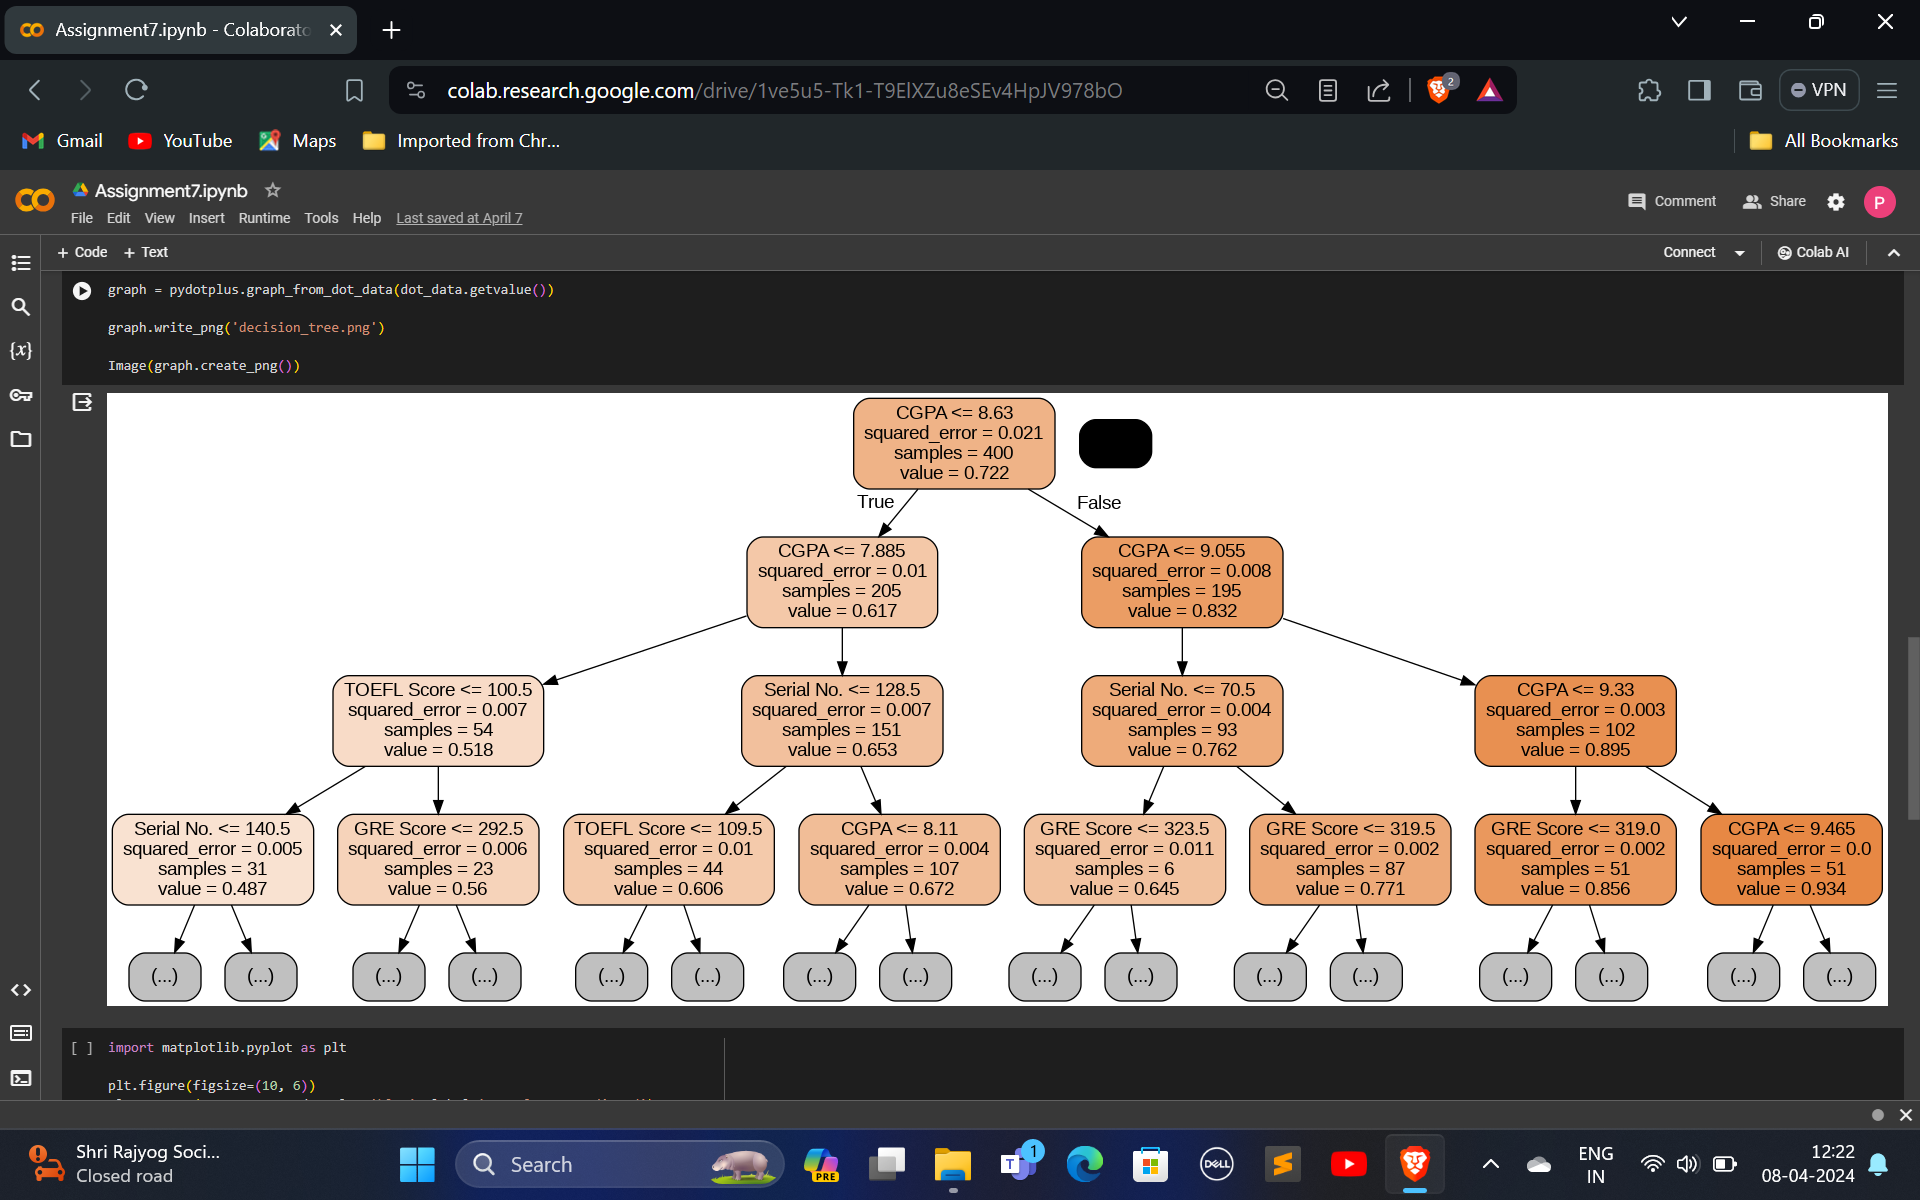 Assignment7.ipynb - Colaborato
colab.research.google.com/drive/1ve5u5-Tk1-T9ElXZu8eSEv4HpJV978bO
2
VPN
Gmail
YouTube
Maps
Imported from Chr...
All Bookmarks
Assignment7.ipynb
File Edit View Insert Runtime Tools Help Last saved at April 7
Comment
Share
P
+ Code + Text
Connect
Colab AI
{x}
graph = pydotplus.graph_from_dot_data(dot_data.getvalue())
graph.write_png('decision_tree.png')
Image(graph.create_png())
CGPA <= 8.63
squared_error = 0.021
samples = 400
value = 0.722
True
False
CGPA <= 7.885
squared_error = 0.01
samples = 205
value = 0.617
CGPA <= 9.055
squared_error = 0.008
samples = 195
value = 0.832
TOEFL Score <= 100.5
squared_error = 0.007
samples = 54
value = 0.518
Serial No. <= 128.5
squared_error = 0.007
samples = 151
value = 0.653
Serial No. <= 70.5
squared_error = 0.004
samples = 93
value = 0.762
CGPA <= 9.33
squared_error = 0.003
samples = 102
value = 0.895
Serial No. <= 140.5
squared_error = 0.005
samples = 31
value = 0.487
GRE Score <= 292.5
squared_error = 0.006
samples = 23
value = 0.56
TOEFL Score <= 109.5
squared_error = 0.01
samples = 44
value = 0.606
CGPA <= 8.11
squared_error = 0.004
samples = 107
value = 0.672
GRE Score <= 323.5
squared_error = 0.011
samples = 6
value = 0.645
GRE Score <= 319.5
squared_error = 0.002
samples = 87
value = 0.771
GRE Score <= 319.0
squared_error = 0.002
samples = 51
value = 0.856
CGPA <= 9.465
squared_error = 0.0
samples = 51
value = 0.934
(...) (...) (...) (...) (...) (...) (...) (...) (...) (...) (...) (...) (...) (...) (...) (...)
[ ] import matplotlib.pyplot as plt
plt.figure(figsize=(10, 6))
Shri Rajyog Soci...
Closed road
Search
PRE
T
1
DELL
ENG
IN
12:22
08-04-2024